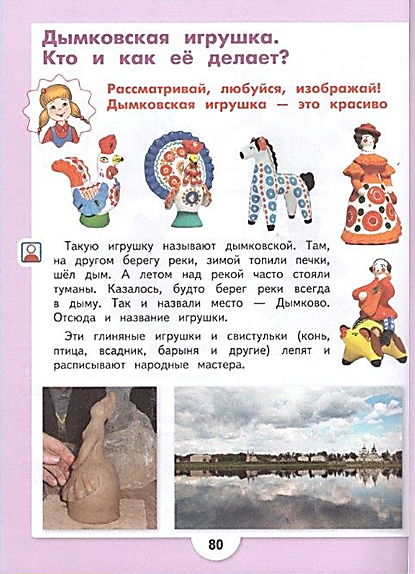 Дымковская игрушка.
Кто и как её делает?
Рассматривай, любуйся, изображай!
Дымковская игрушка — это красиво
Такую игрушку называют дымковской. Там,
на другом берегу реки, зимой топили печки,
шёл дым. А летом над рекой часто стояли
туманы. Казалось, будто берег реки всегда
в дыму. Так и назвали место — Дымково.
Отсюда и название игрушки.
Эти глиняные игрушки и свистульки (конь,
птица, всадник, барыня и другие) лепят и
расписывают народные мастера.
80